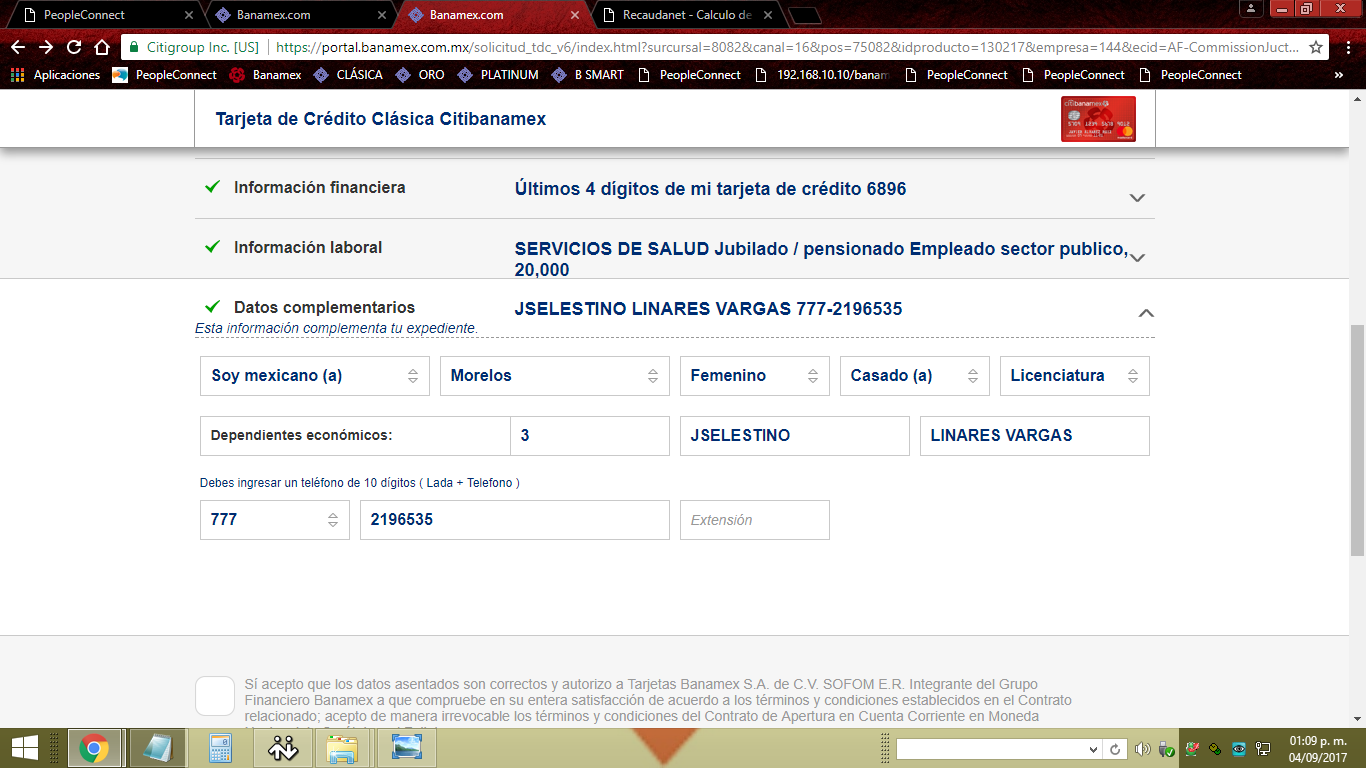 PeopleConnect
Banamex.com
Banamex.com
Recaudanet - Calculo de
Citigroup Inc. [US]
https://portal.banamex.com.mx/solicitud_tdc_v6/index.html?surcursal=8082&canal=16&pos=75082&idproducto=130217&empresa=144&ecid=AF-CommissionJuct...
Aplicaciones PeopleConnect Banamex CLÁSICA ORO PLATINUM B SMART PeopleConnect 192.168.10.10/banam PeopleConnect PeopleConnect PeopleConnect »
Tarjeta de Crédito Clásica Citibanamex
citibanamex
Información financiera
Últimos 4 dígitos de mi tarjeta de crédito 6896
Información laboral
SERVICIOS DE SALUD Jubilado / pensionado Empleado sector publico,
20,000
Datos complementarios
JSELESTINO LINARES VARGAS 777-2196535
Esta información complementa tu expediente.
Soy mexicano (a)
Morelos
Femenino
Casado (a)
Licenciatura
Dependientes económicos:
3
JSELESTINO
LINARES VARGAS
Debes ingresar un teléfono de 10 dígitos ( Lada + Telefono )
777
2196535
Extensión
Sí acepto que los datos asentados son correctos y autorizo a Tarjetas Banamex S.A. de C.V. SOFOM E.R. Integrante del Grupo
Financiero Banamex a que compruebe en su entera satisfacción de acuerdo a los términos y condiciones establecidos en el Contrato
relacionado; acepto de manera irrevocable los términos y condiciones del Contrato de Apertura en Cuenta Corriente en Moneda
01:09 p. m.
04/09/2017